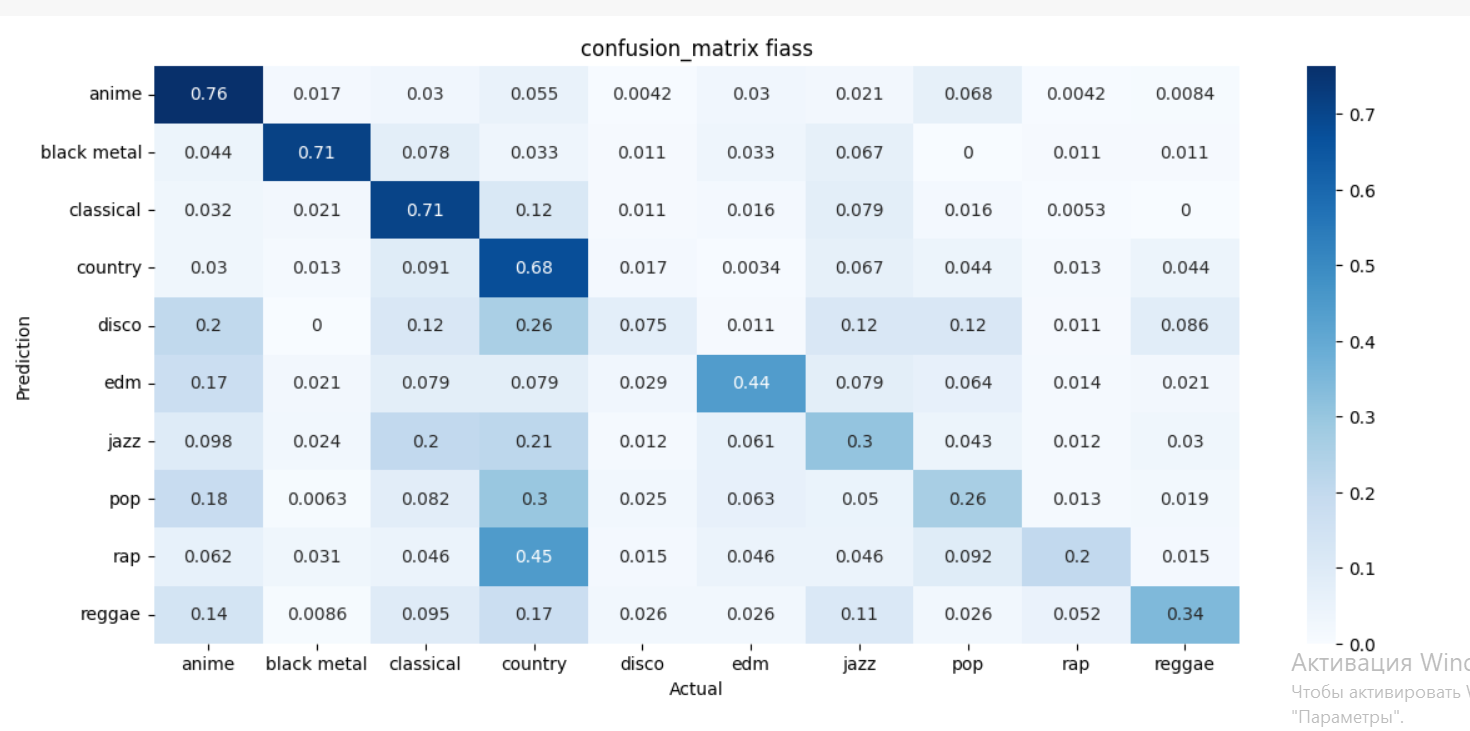 confusion_matrix fiass
anime 0.76 0.017 0.03 0.055 0.0042 0.03 0.021 0.068 0.0042 0.0084
black metal 0.044 0.71 0.078 0.033 0.011 0.033 0.067 0 0.011 0.011
classical 0.032 0.021 0.71 0.12 0.011 0.016 0.079 0.016 0.0053 0
country 0.03 0.013 0.091 0.68 0.017 0.0034 0.067 0.044 0.013 0.044
disco 0.2 0 0.12 0.26 0.075 0.011 0.12 0.12 0.011 0.086
edm 0.17 0.021 0.079 0.079 0.029 0.44 0.079 0.064 0.014 0.021
jazz 0.098 0.024 0.2 0.21 0.012 0.061 0.3 0.043 0.012 0.03
pop 0.18 0.0063 0.082 0.3 0.025 0.063 0.05 0.26 0.013 0.019
rap 0.062 0.031 0.046 0.45 0.015 0.046 0.046 0.092 0.2 0.015
reggae 0.14 0.0086 0.095 0.17 0.026 0.026 0.11 0.026 0.052 0.34
anime black metal classical country disco edm jazz pop rap reggae
Prediction
Actual
0.7
0.6
0.5
0.4
0.3
0.2
0.1
0.0
Активация
Чтобы активировать
"Параметры".